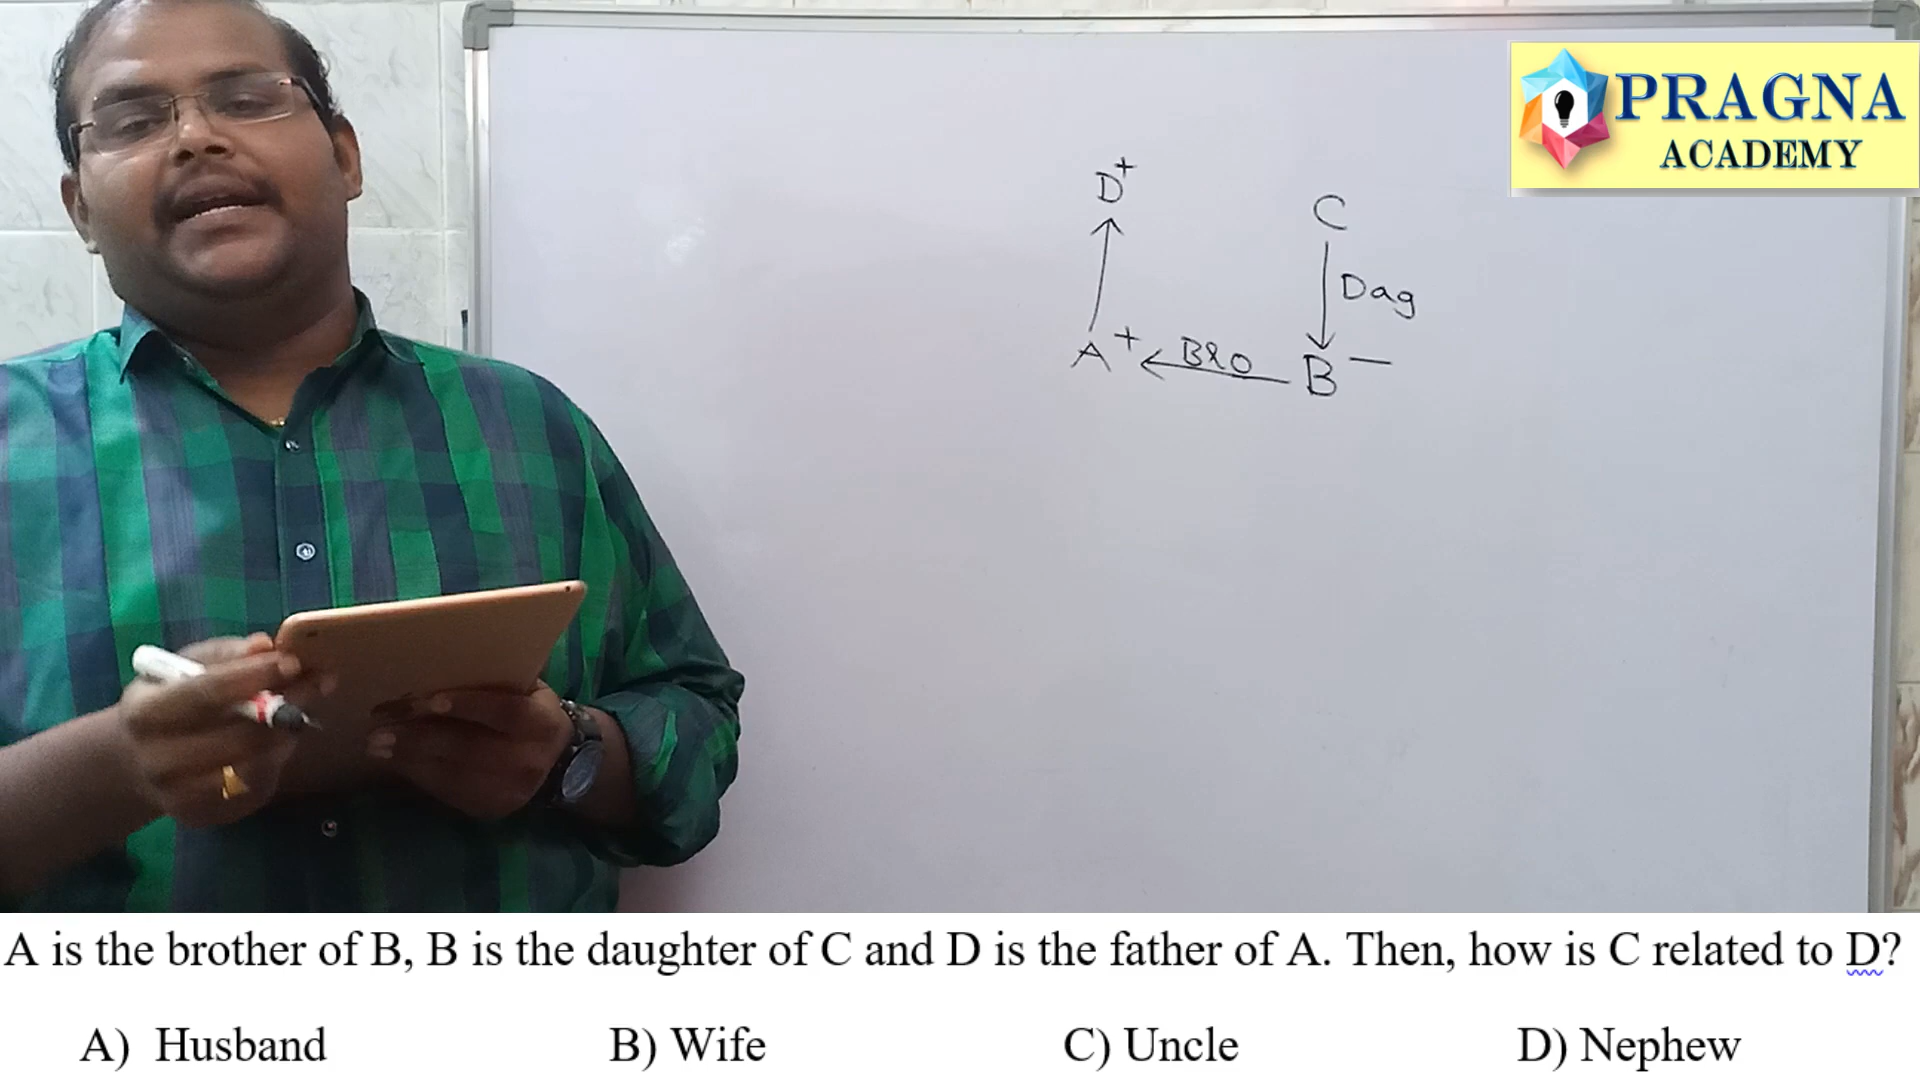 PRAGNA
ACADEMY
D+
C
Dag
A+
Bro
B −
A is the brother of B, B is the daughter of C and D is the father of A. Then, how is C related to D?
A) Husband B) Wife C) Uncle D) Nephew